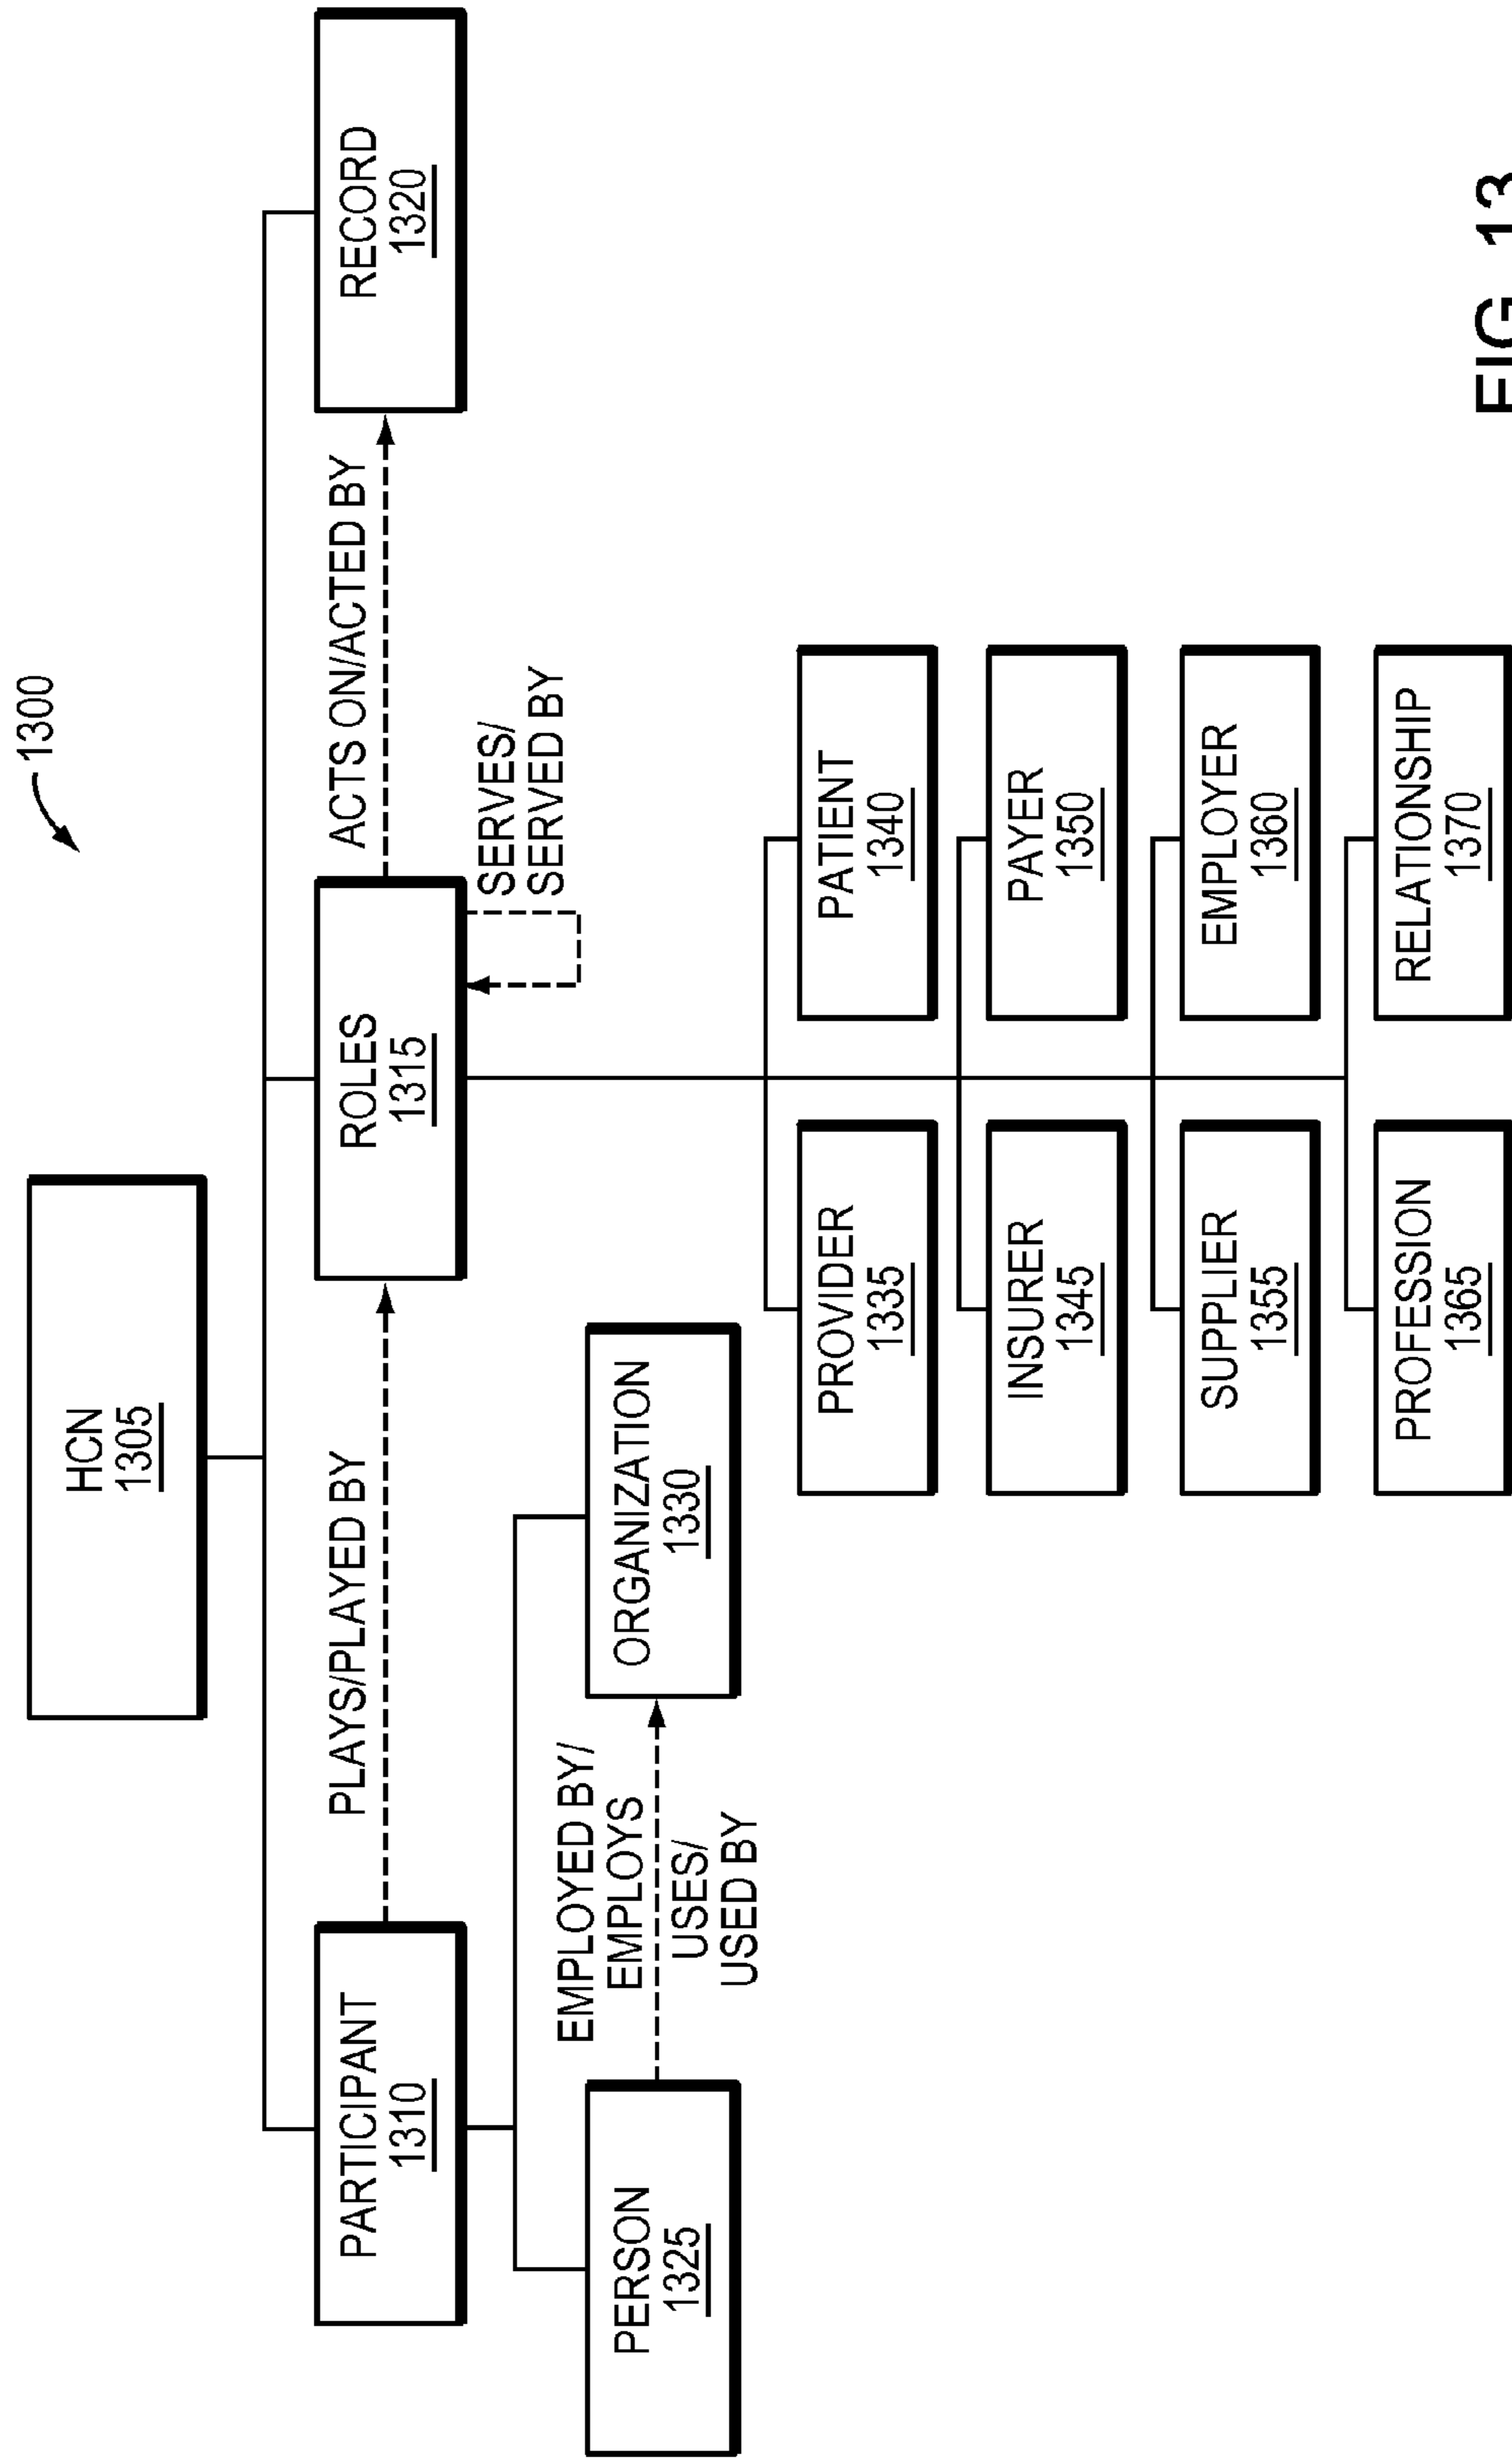 1300
HCN
1305
PARTICIPANT
1310
PLAYS/PLAYED BY
ROLES
1315
ACTS ON/ACTED BY
RECORD
1320
SERVES/
SERVED BY
PERSON
1325
EMPLOYED BY/
EMPLOYS
USES/
USED BY
ORGANIZATION
1330
PROVIDER
1335
PATIENT
1340
INSURER
1345
PAYER
1350
SUPPLIER
1355
EMPLOYER
1360
PROFESSION
1365
RELATIONSHIP
1370
FIG. 13